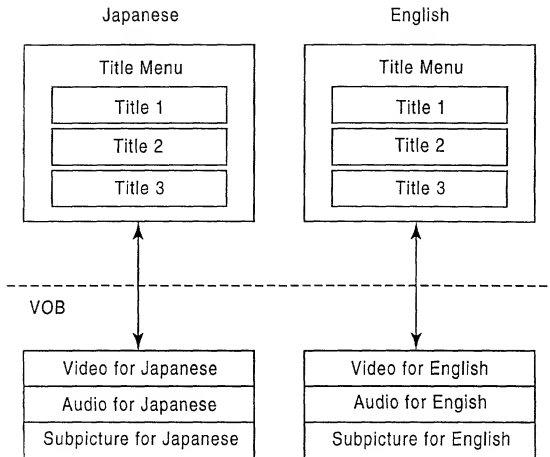 Japanese
Title Menu
Title 1
Title 2
Title 3
English
Title Menu
Title 1
Title 2
Title 3
VOB
Video for Japanese
Audio for Japanese
Subpicture for Japanese
Video for English
Audio for Engish
Subpicture for English